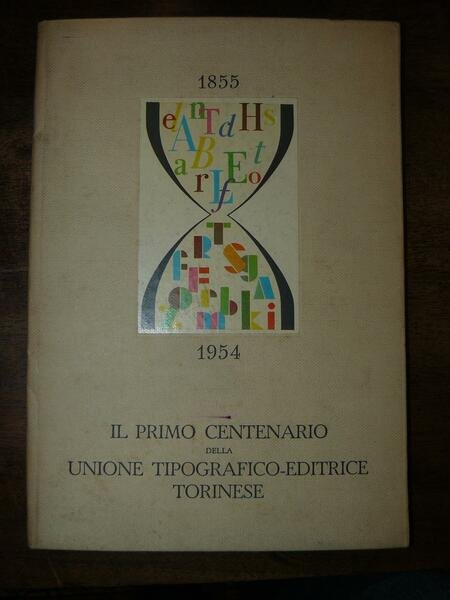 1855
1954
IL PRIMO CENTENARIO
DELLA
UNIONE TIPOGRAFICO-EDITRICE
TORINESE